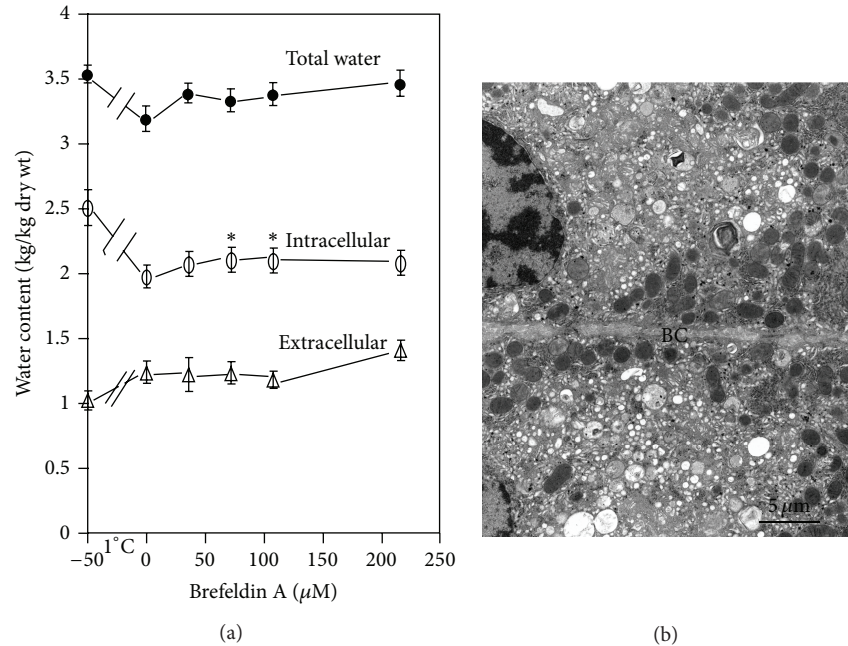 4
3.5
3
2.5
2
1.5
1
0.5
0
Water content (kg/kg dry wt)
Total water
* *
Intracellular
Extracellular
1°C
−50 0 50 100 150 200 250
Brefeldin A (μM)
(a)
BC
5 μm
(b)